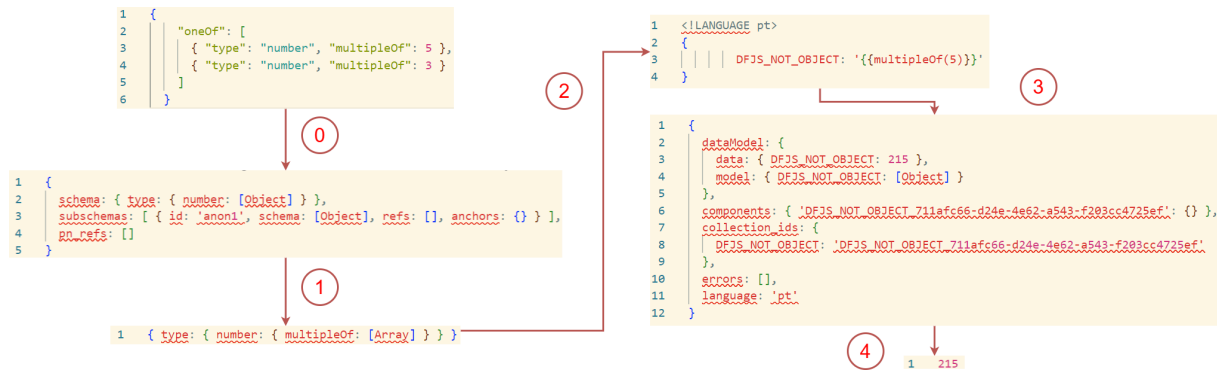 1 {
2 "oneOf": [
3 { "type": "number", "multipleOf": 5 },
4 { "type": "number", "multipleOf": 3 }
5 ]
6 }
0
1 {
2 schema: { type: { number: [Object] } },
3 subschemas: [ { id: 'anon1', schema: [Object], refs: [], anchors: {} } ],
4 pn_refs: []
5 }
1
1 { type: { number: { multipleOf: [Array] } } }
2
1 <!LANGUAGE pt>
2 {
3 DFJS_NOT_OBJECT: '{{multipleOf(5)}}'
4 }
3
1 {
2 dataModel: {
3 data: { DFJS_NOT_OBJECT: 215 },
4 model: { DFJS_NOT_OBJECT: [Object] }
5 },
6 components: { 'DFJS_NOT_OBJECT_711afc66-d24e-4e62-a543-f203cc4725ef': {} },
7 collection_ids: {
8 DFJS_NOT_OBJECT: 'DFJS_NOT_OBJECT_711afc66-d24e-4e62-a543-f203cc4725ef'
9 },
10 errors: [],
11 language: 'pt'
12 }
4
1 215